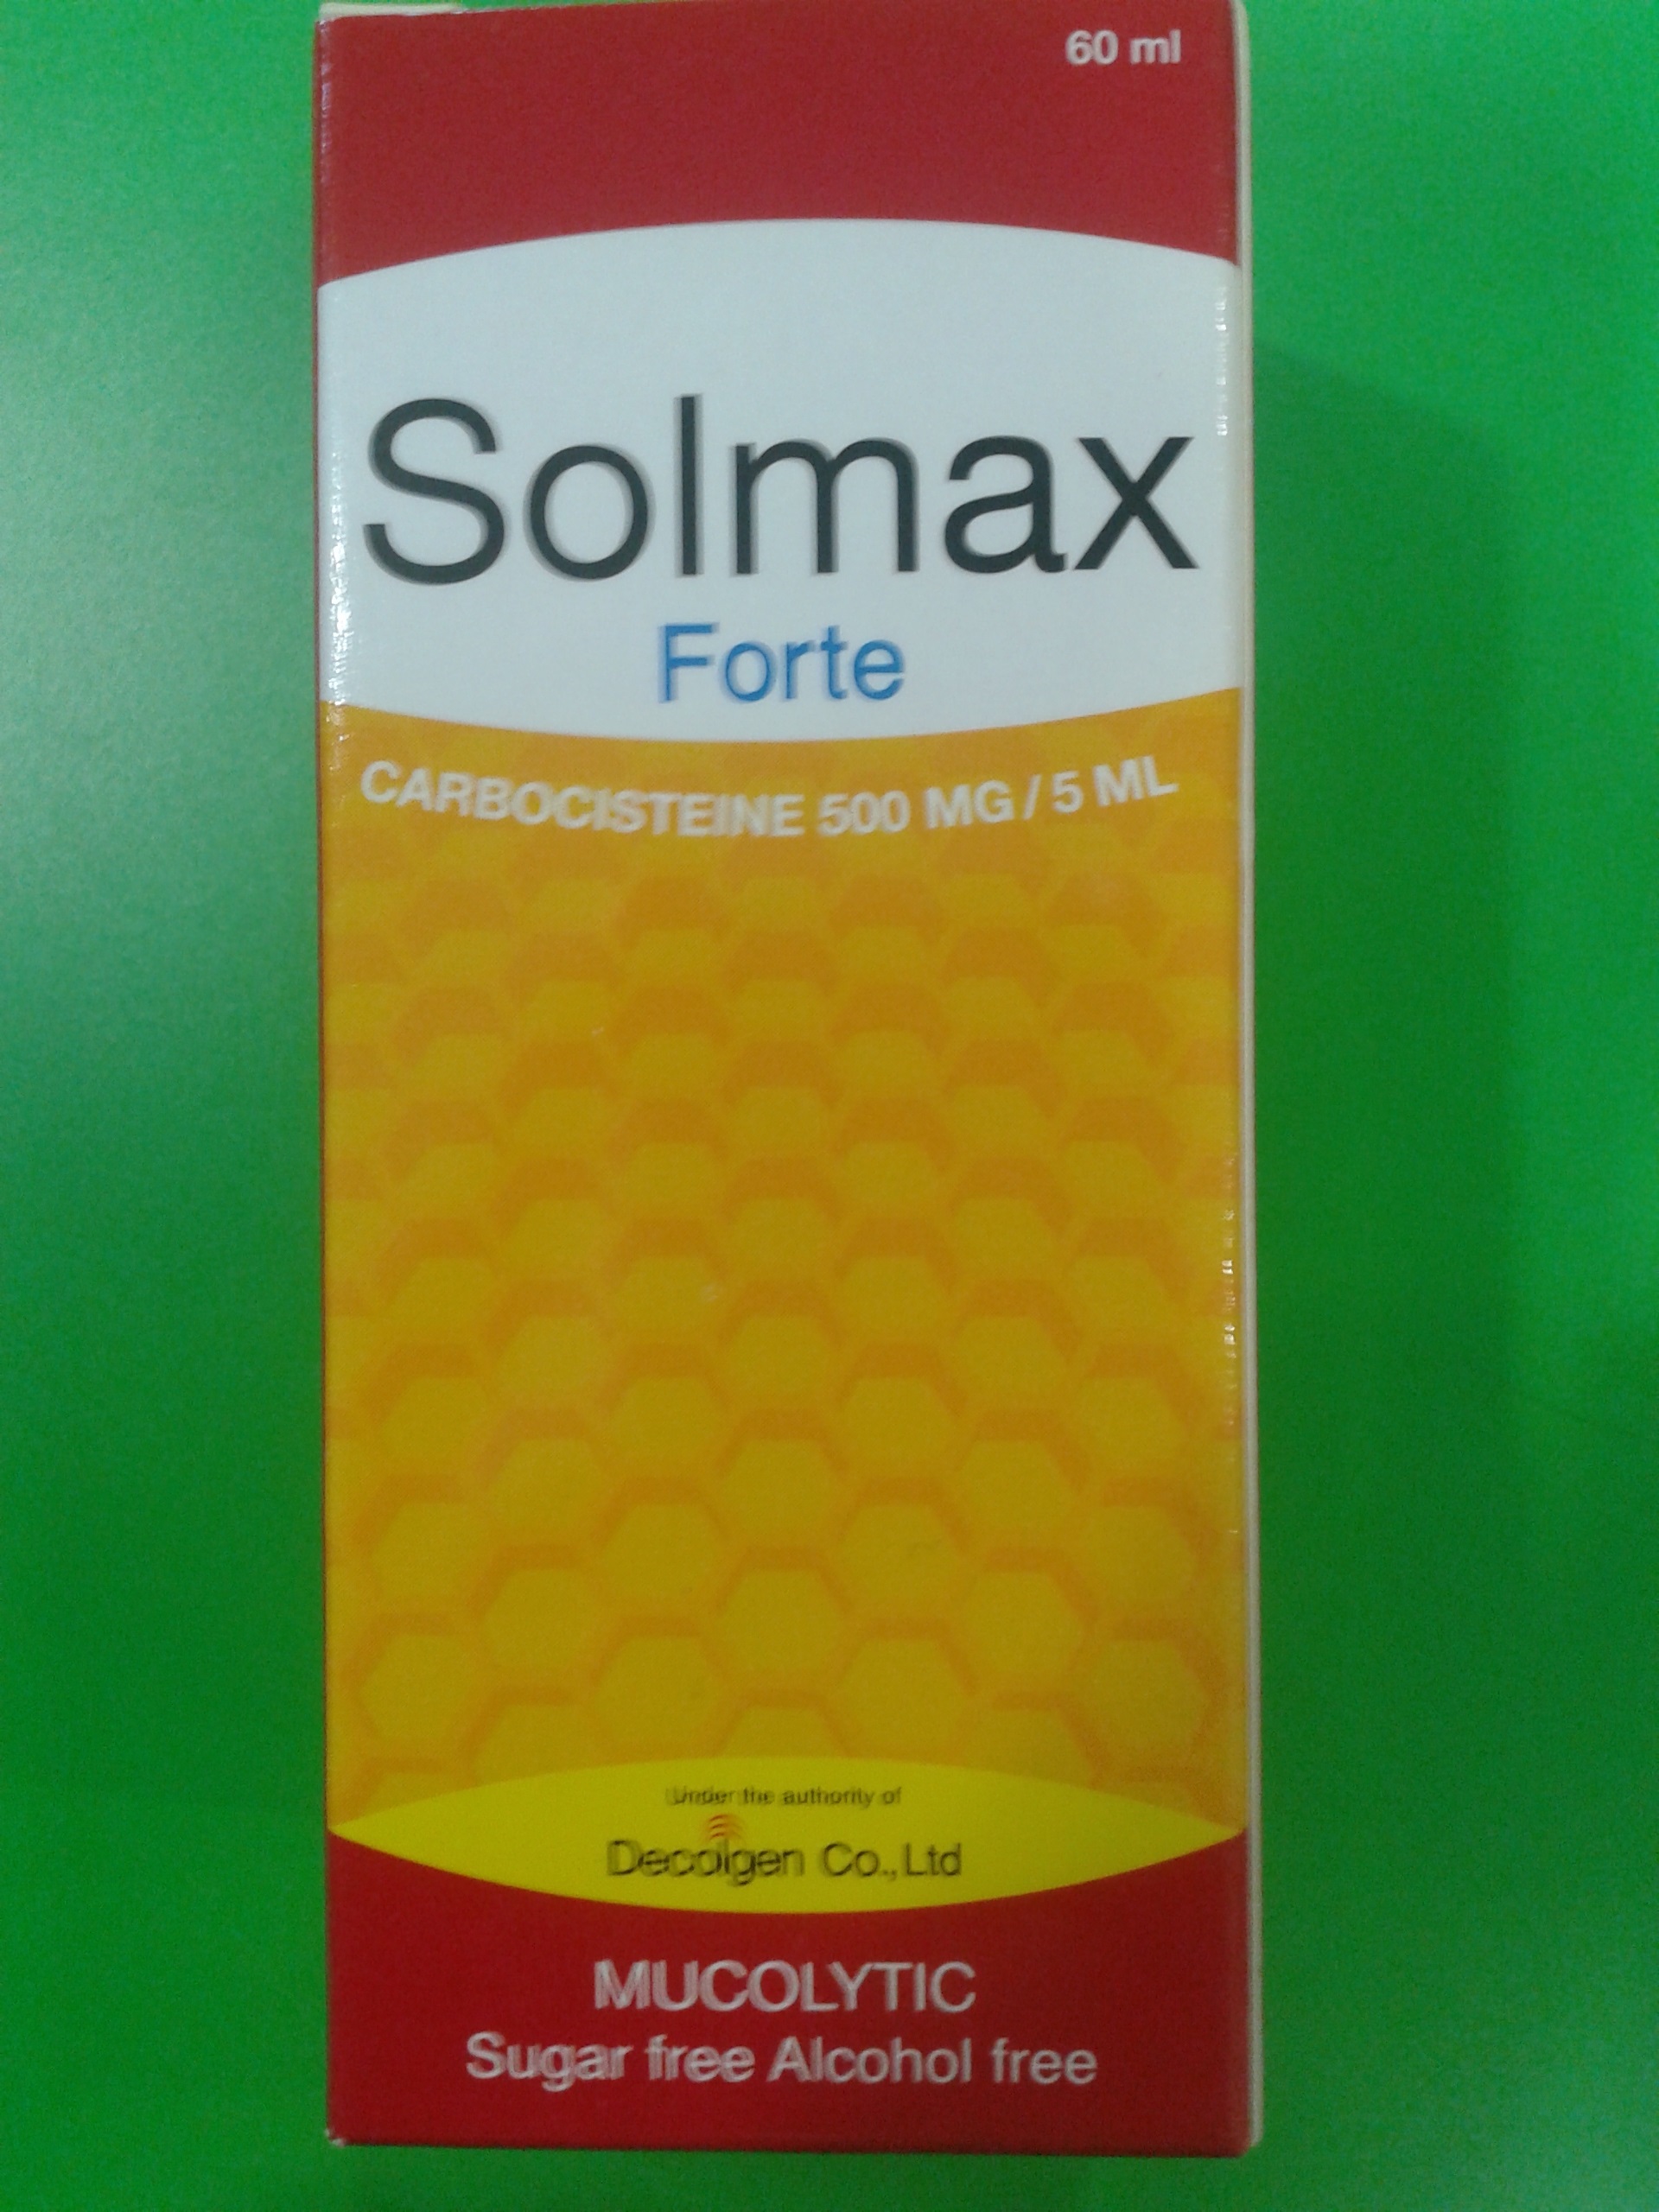 60 ml
Solmax
Forte
CARBOCISTEINE 500 MG / 5 ML
Under the authority of
Decolgen Co., Ltd
MUCOLYTIC
Sugar free Alcohol free